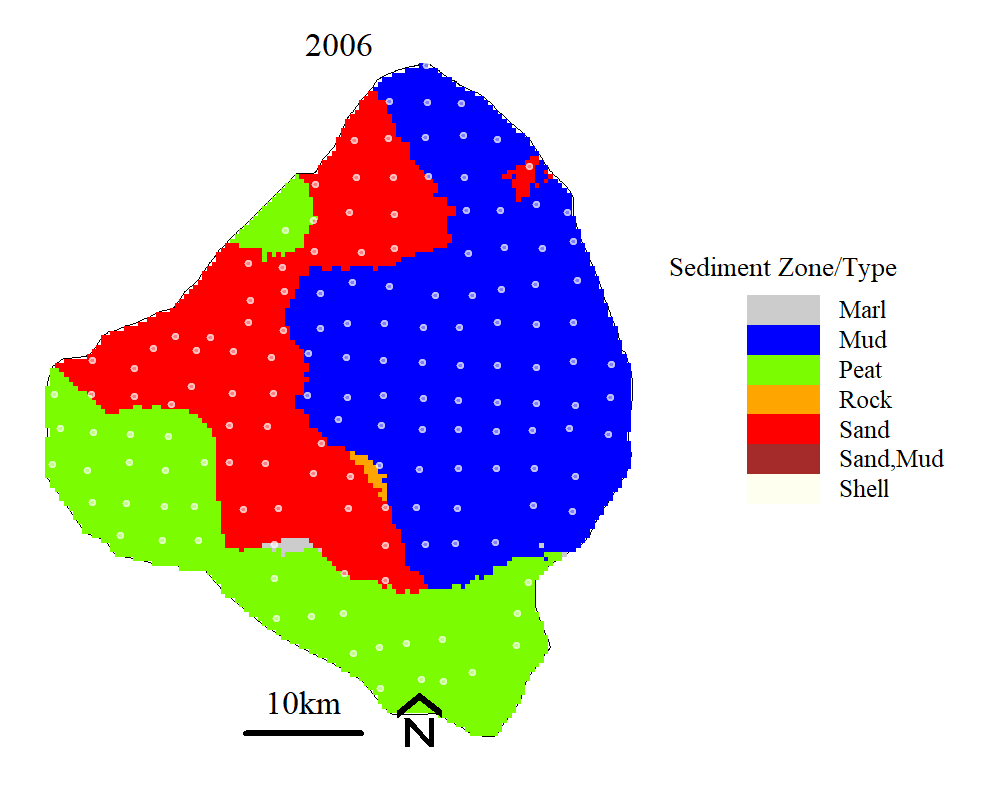 2006
Sediment Zone/Type
Marl
Mud
Peat
Rock
Sand
Sand,Mud
Shell
10km
N